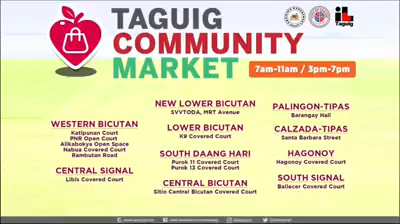 TAGUIG
COMMUNITY
MARKET
iL
Taguig
7am-11am / 3pm-7pm
WESTERN BICUTAN
Katipunan Court
PNR Open Court
Alikabokya Open Space
Nabua Covered Court
Rambutan Road
CENTRAL SIGNAL
Libis Covered Court
NEW LOWER BICUTAN
SVVTODA, MRT Avenue
LOWER BICUTAN
K9 Covered Court
SOUTH DAANG HARI
Purok 11 Covered Court
Purok 13 Covered Court
CENTRAL BICUTAN
Sitio Central Bicutan Covered Court
PALINGON-TIPAS
Barangay Hall
CALZADA-TIPAS
Santa Barbara Street
HAGONOY
Hagonoy Covered Court
SOUTH SIGNAL
Ballecer Covered Court